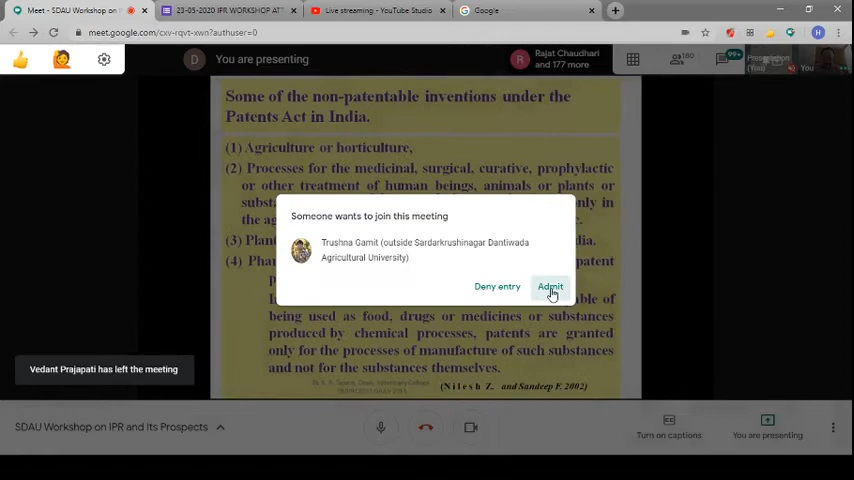 Meet - SDAU Workshop on
23-05-2020 IPR WORKSHOP ATT
Live streaming - YouTube Studio
Google
meet.google.com/cxv-rqvt-xwn?authuser=0
H
D
You are presenting
R
Rajat Chaudhari
and 177 more
180
99+
Presentation
(You)
You
Some of the non-patentable inventions under the
Patents Act in India.
(1) Agriculture or horticulture,
(2) Processes for the medicinal, surgical, curative, prophylactic
or other treatment of human beings, animals or plants or
Someone wants to join this meeting
Trushna Gamit (outside Sardarkrushinagar Dantiwada
Agricultural University)
Deny entry
Admit
being used as food, drugs or medicines or substances
produced by chemical processes, patents are granted
only for the processes of manufacture of such substances
and not for the substances themselves.
(Nilesh Z. and Sandeep F. 2002)
Vedant Prajapati has left the meeting
SDAU Workshop on IPR and Its Prospects
Turn on captions
You are presenting